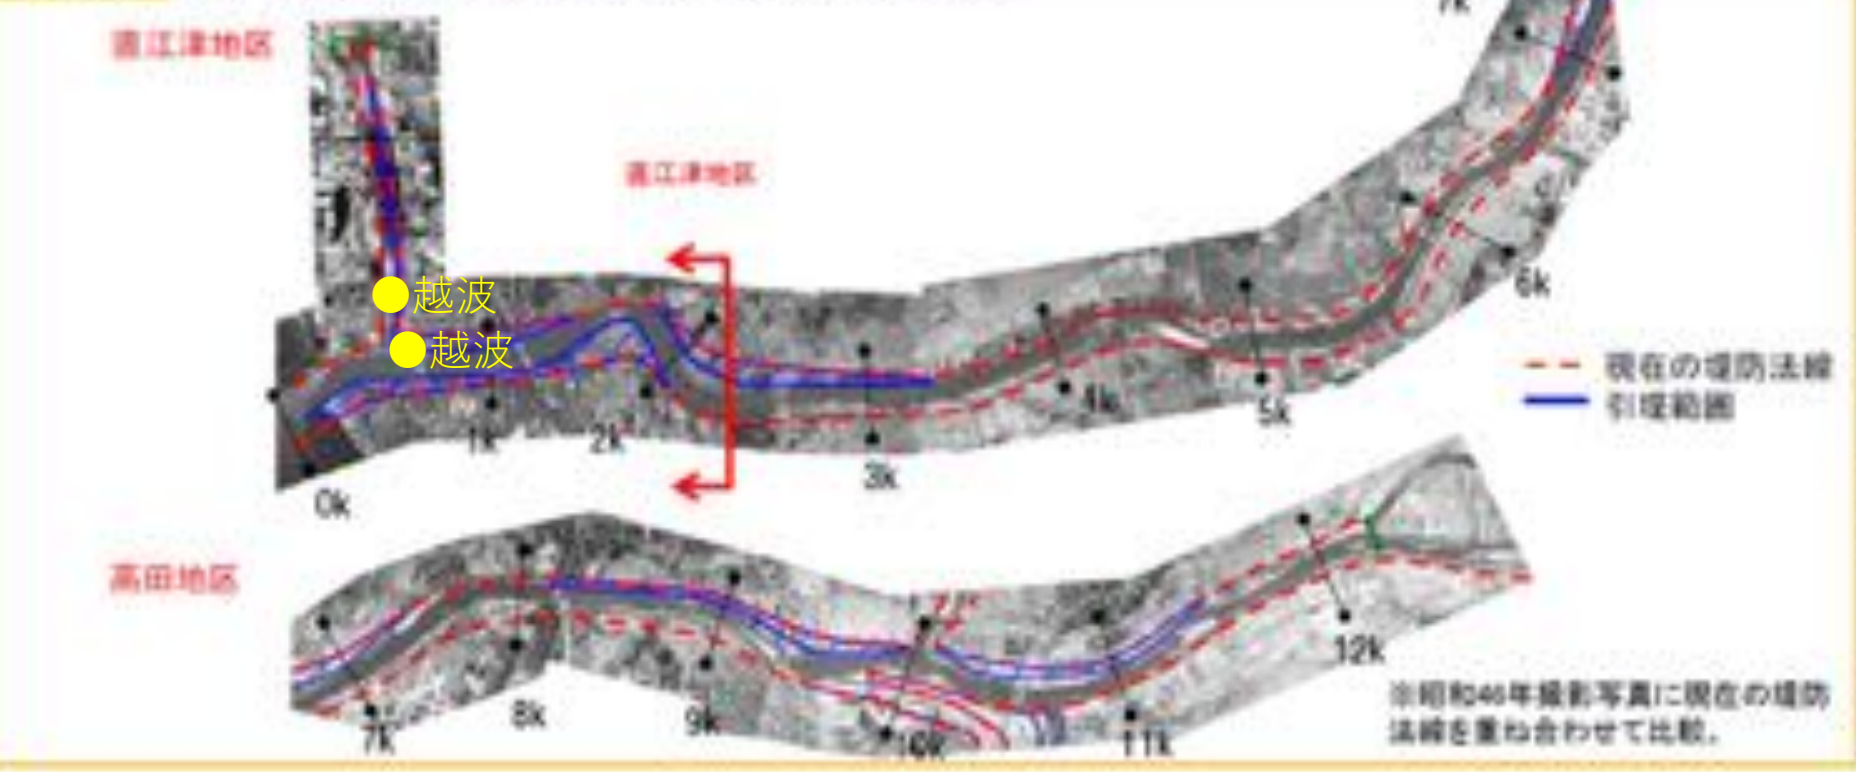 7k
直江津地区
直江津地区
越波
越波
6k
現在の堤防法線
引堤範囲
4k
5k
1k
2k
3k
0k
高田地区
12k
※昭和46年撮影写真に現在の堤防
法線を重ね合わせて比較。
8k
9k
7k
10k
11k